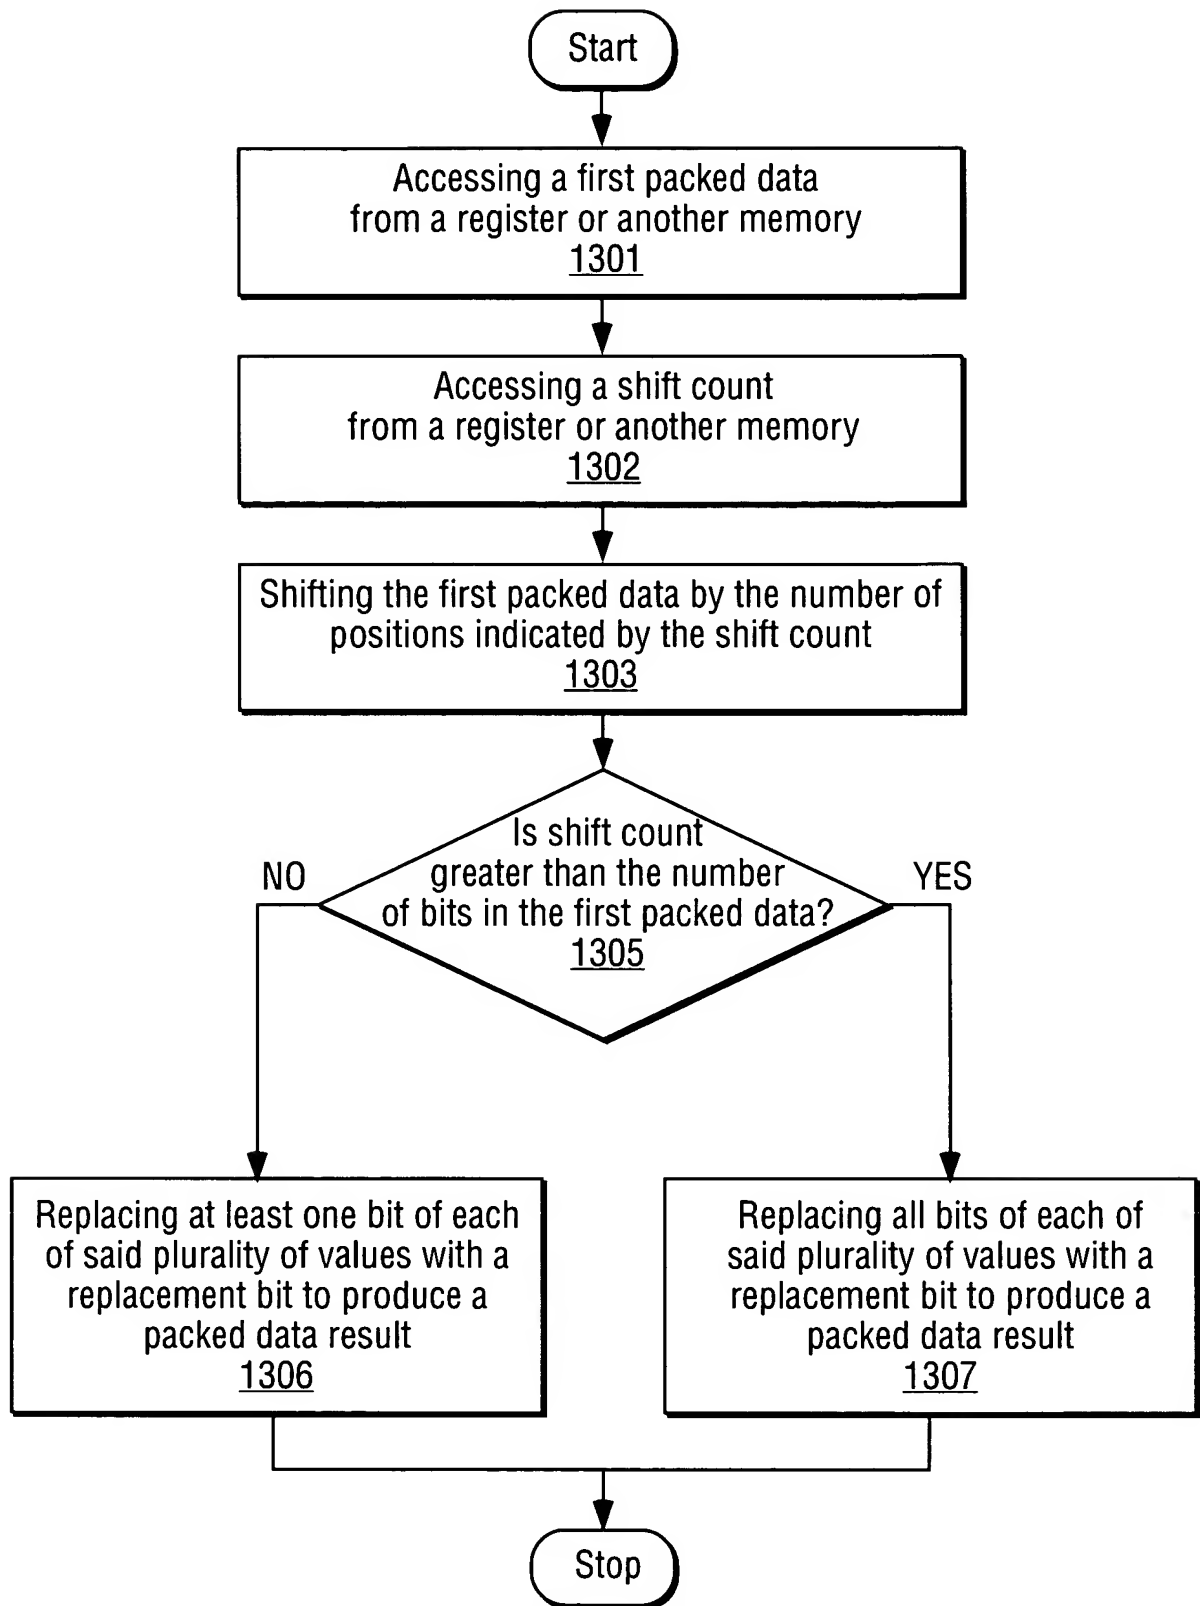 Start
Accessing a first packed data
from a register or another memory
1301
Accessing a shift count
from a register or another memory
1302
Shifting the first packed data by the number of
positions indicated by the shift count
1303
Is shift count
greater than the number
of bits in the first packed data?
1305
NO
YES
Replacing at least one bit of each
of said plurality of values with a
replacement bit to produce a
packed data result
1306
Replacing all bits of each of
said plurality of values with a
replacement bit to produce a
packed data result
1307
Stop